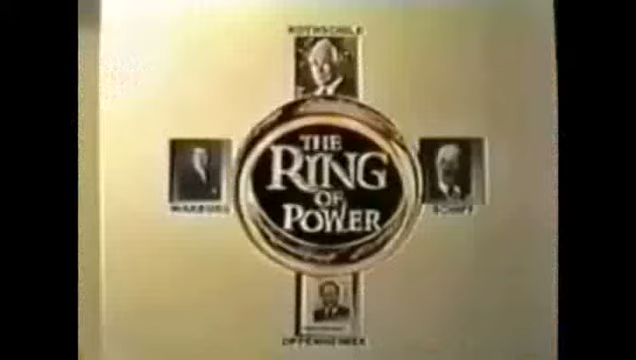 ROTHSCHILD
WARBURG
THE
RING
OF
POWER
SCHIFF
OPPENHEIMER